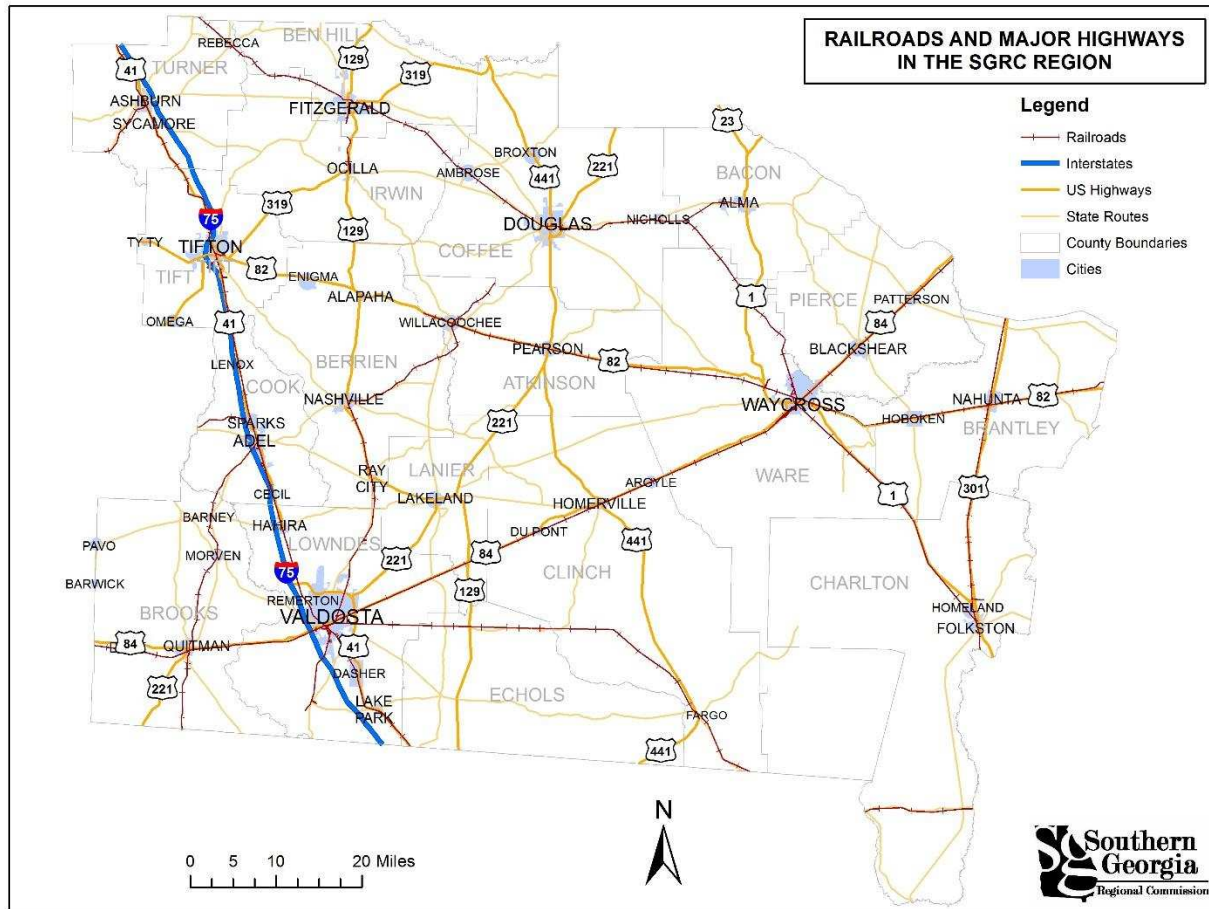 RAILROADS AND MAJOR HIGHWAYS
IN THE SGRC REGION
Legend
Railroads
Interstates
US Highways
State Routes
County Boundaries
Cities
REBECCA
BEN HILL
129
41
TURNER
319
ASHBURN
FITZGERALD
SYCAMORE
23
BROXTON
221
OCILLA
AMBROSE
441
BACON
IRWIN
319
75
ALMA
NICHOLLS
DOUGLAS
129
TY TY
TIFTON
COFFEE
82
TIFT
ENIGMA
ALAPAHA
1
PIERCE
PATTERSON
OMEGA
41
WILLACOOCHEE
84
PEARSON
BLACKSHEAR
LENOX
BERRIEN
82
COOK
ATKINSON
NASHVILLE
WAYCROSS
NAHUNTA
82
SPARKS
221
HOBOKEN
BRANTLEY
ADEL
RAY
CITY
LANIER
WARE
ARGYLE
CECIL
LAKELAND
HOMERVILLE
1
301
BARNEY
HAHIRA
DU PONT
PAVO
LOWNDES
441
MORVEN
84
221
75
CLINCH
BARWICK
129
CHARLTON
REMERTON
BROOKS
HOMELAND
VALDOSTA
FOLKSTON
84
QUITMAN
41
DASHER
221
ECHOLS
LAKE
PARK
FARGO
441
N
0 5 10 20 Miles
Southern
Georgia
Regional Commission